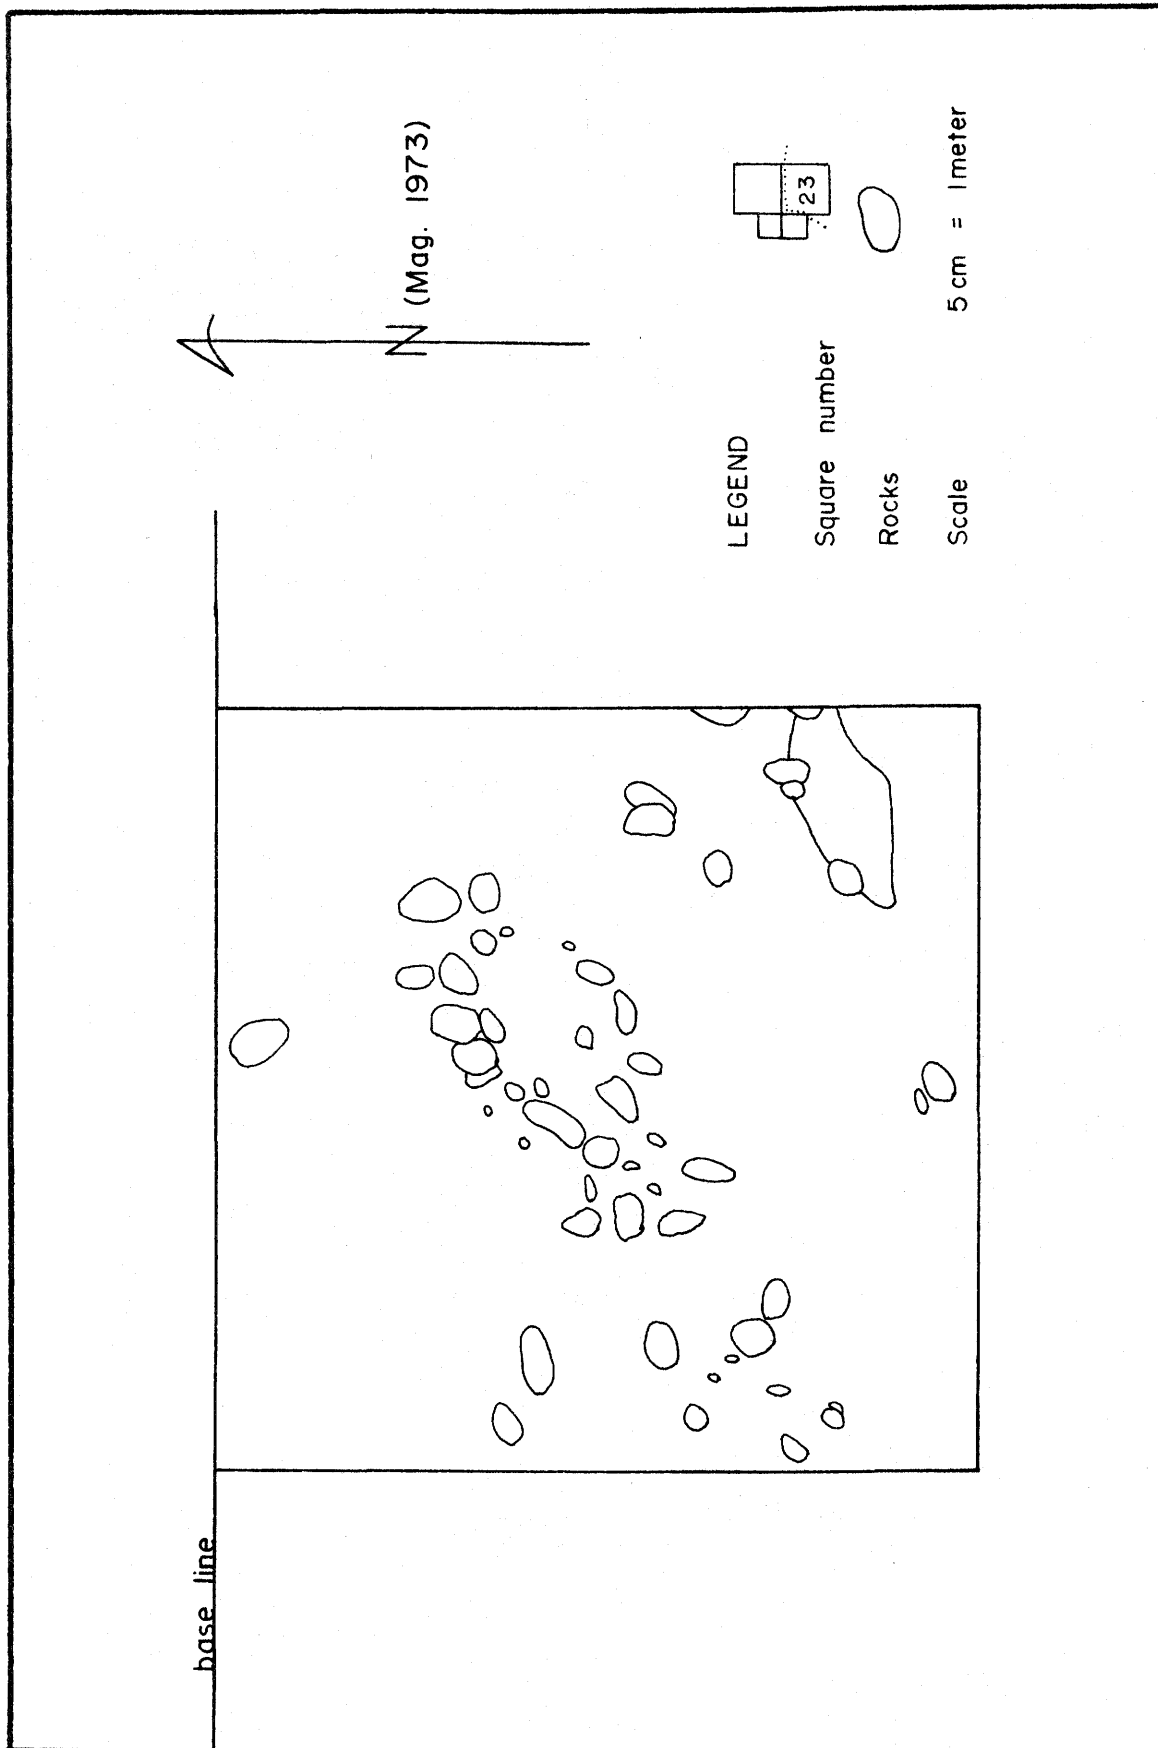 base line
N (Mag. 1973)
LEGEND
Square number
23
Rocks
Scale 5 cm = 1 meter